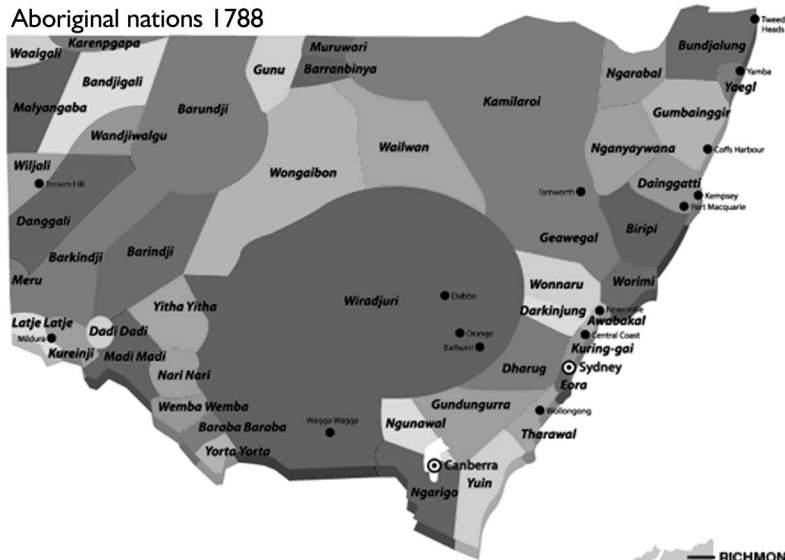 Aboriginal nations 1788
Tweed
Heads
Karenpgapa
Waaigali
Muruwari
Bundjalung
Gunu
Barranbinya
Yamba
Bandjigali
Ngarabal
Yaegl
Malyangaba
Barundji
Kamilaroi
Gumbainggir
Wandjiwalgu
Wailwan
Nganyaywana
Coffs Harbour
Wiljali
Wongaibon
Broken Hill
Dainggatti
Tamworth
Kempsey
Port Macquarie
Danggali
Biripi
Geawegal
Barkindji
Barindji
Meru
Wonnaru
Worimi
Yitha Yitha
Wiradjuri
Dubbo
Darkinjung
Newcastle
Latje Latje
Dadi Dadi
Awabakal
Mildura
Orange
Central Coast
Kureinji
Madi Madi
Bathurst
Kuring-gai
Dharug
Sydney
Nari Nari
Eora
Wemba Wemba
Gundungurra
Wollongong
Baraba Baraba
Wagga Wagga
Ngunawal
Tharawal
Yorta Yorta
Canberra
Yuin
Ngarigo
RICHMON